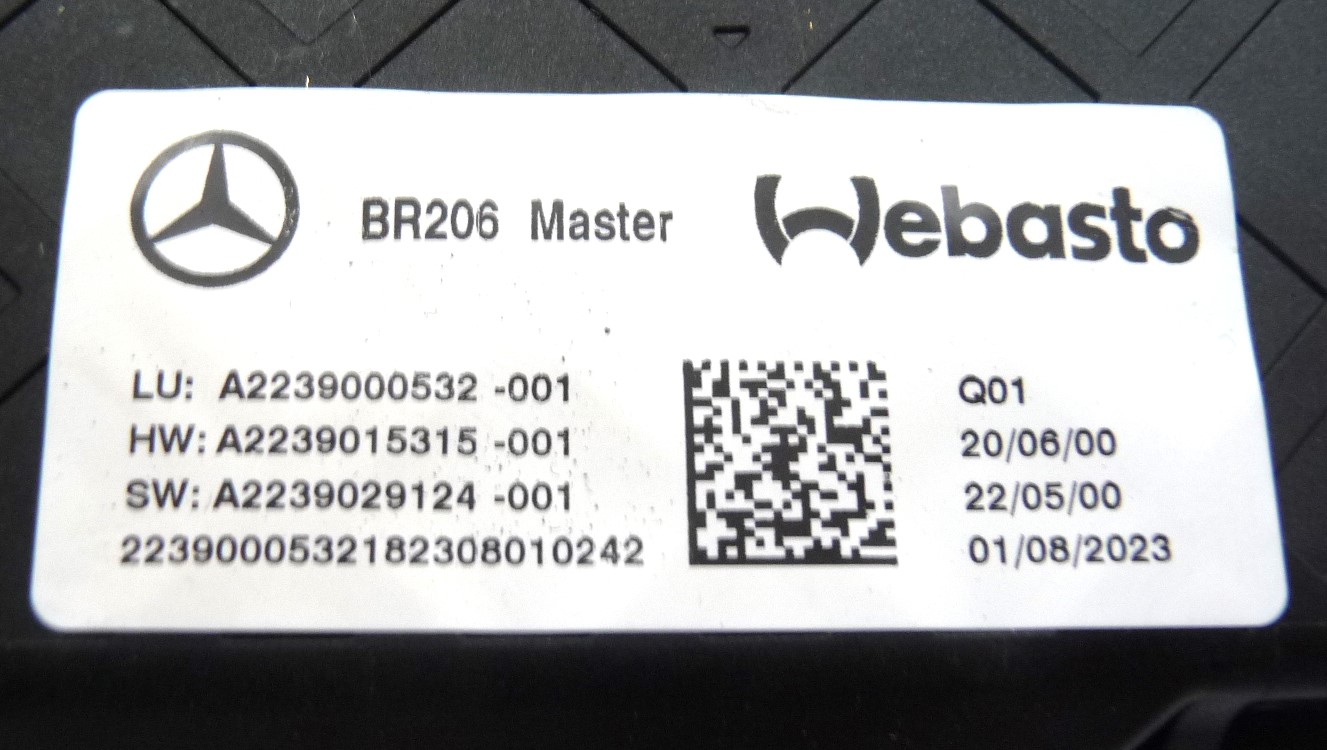 BR206 Master Webasto
LU: A2239000532 -001 Q01
HW: A2239015315 -001 20/06/00
SW: A2239029124 -001 22/05/00
2239000532182308010242 01/08/2023